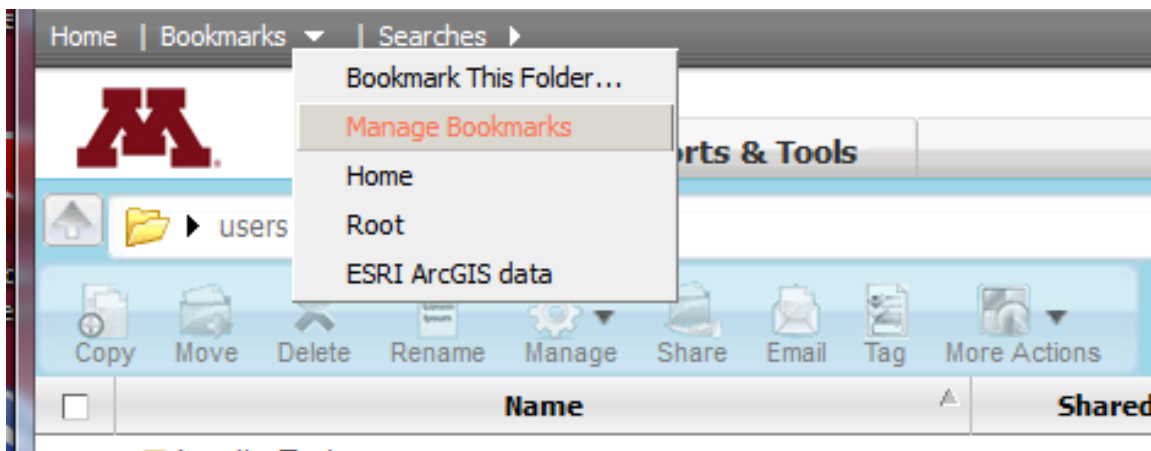 Home | Bookmarks | Searches
Bookmark This Folder...
Manage Bookmarks
Home
Root
ESRI ArcGIS data
M
& Tools
users
Copy Move Delete Rename Manage Share Email Tag More Actions
Name Shared